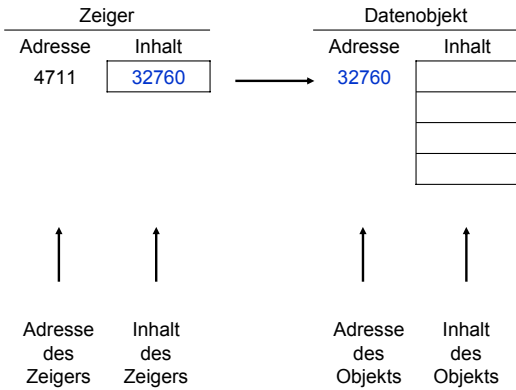 Zeiger Datenobjekt
Adresse Inhalt Adresse Inhalt
4711 32760 32760
Adresse Inhalt Adresse Inhalt
des des des des
Zeigers Zeigers Objekts Objekts